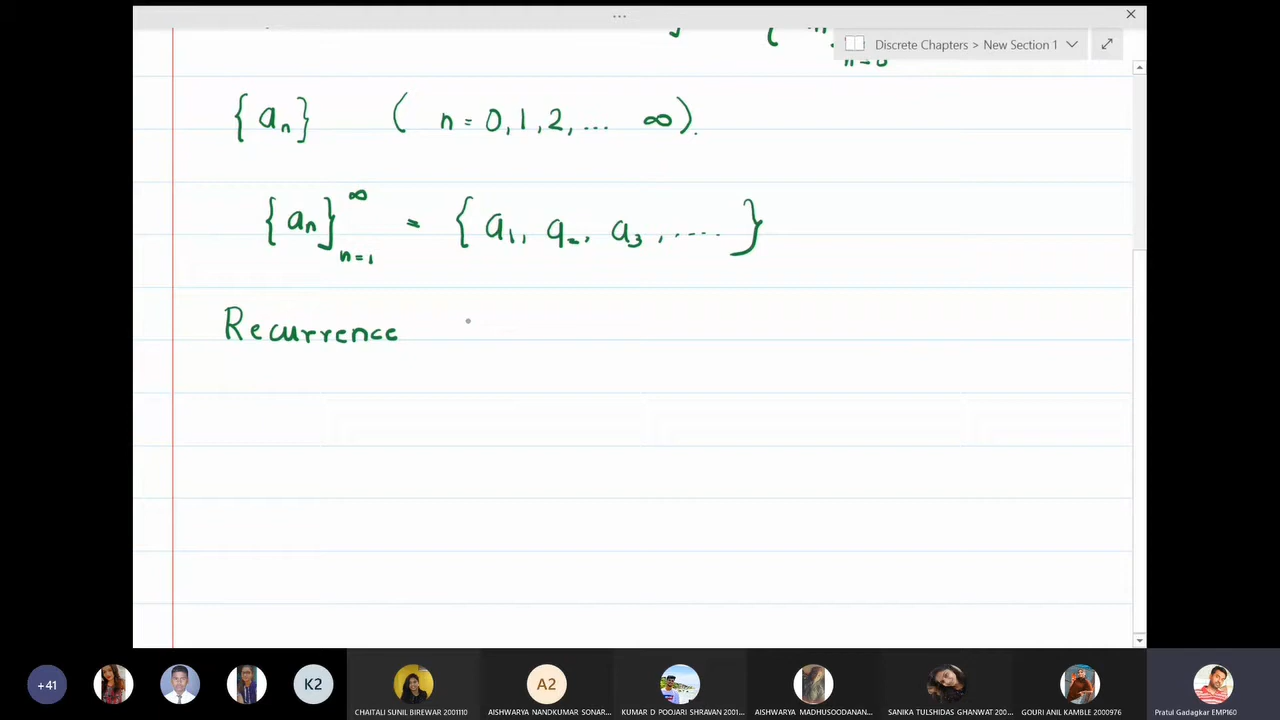 Discrete Chapters > New Section 1
n=0
{an} ( n = 0, 1, 2, ... ∞).
{an}∞n=1 = { a1, a2, a3, ..... }
Recurrence
+41
K2
A2
CHAITALI SUNIL BIREWAR 2001110
AISHWARYA NANDKUMAR SONAR...
KUMAR D POOJARI SHRAVAN 2001...
AISHWARYA MADHUSOODANAN...
SANIKA TULSHIDAS GHANWAT 200...
GOURI ANIL KAMBLE 2000976
Pratul Gadagkar EMP160